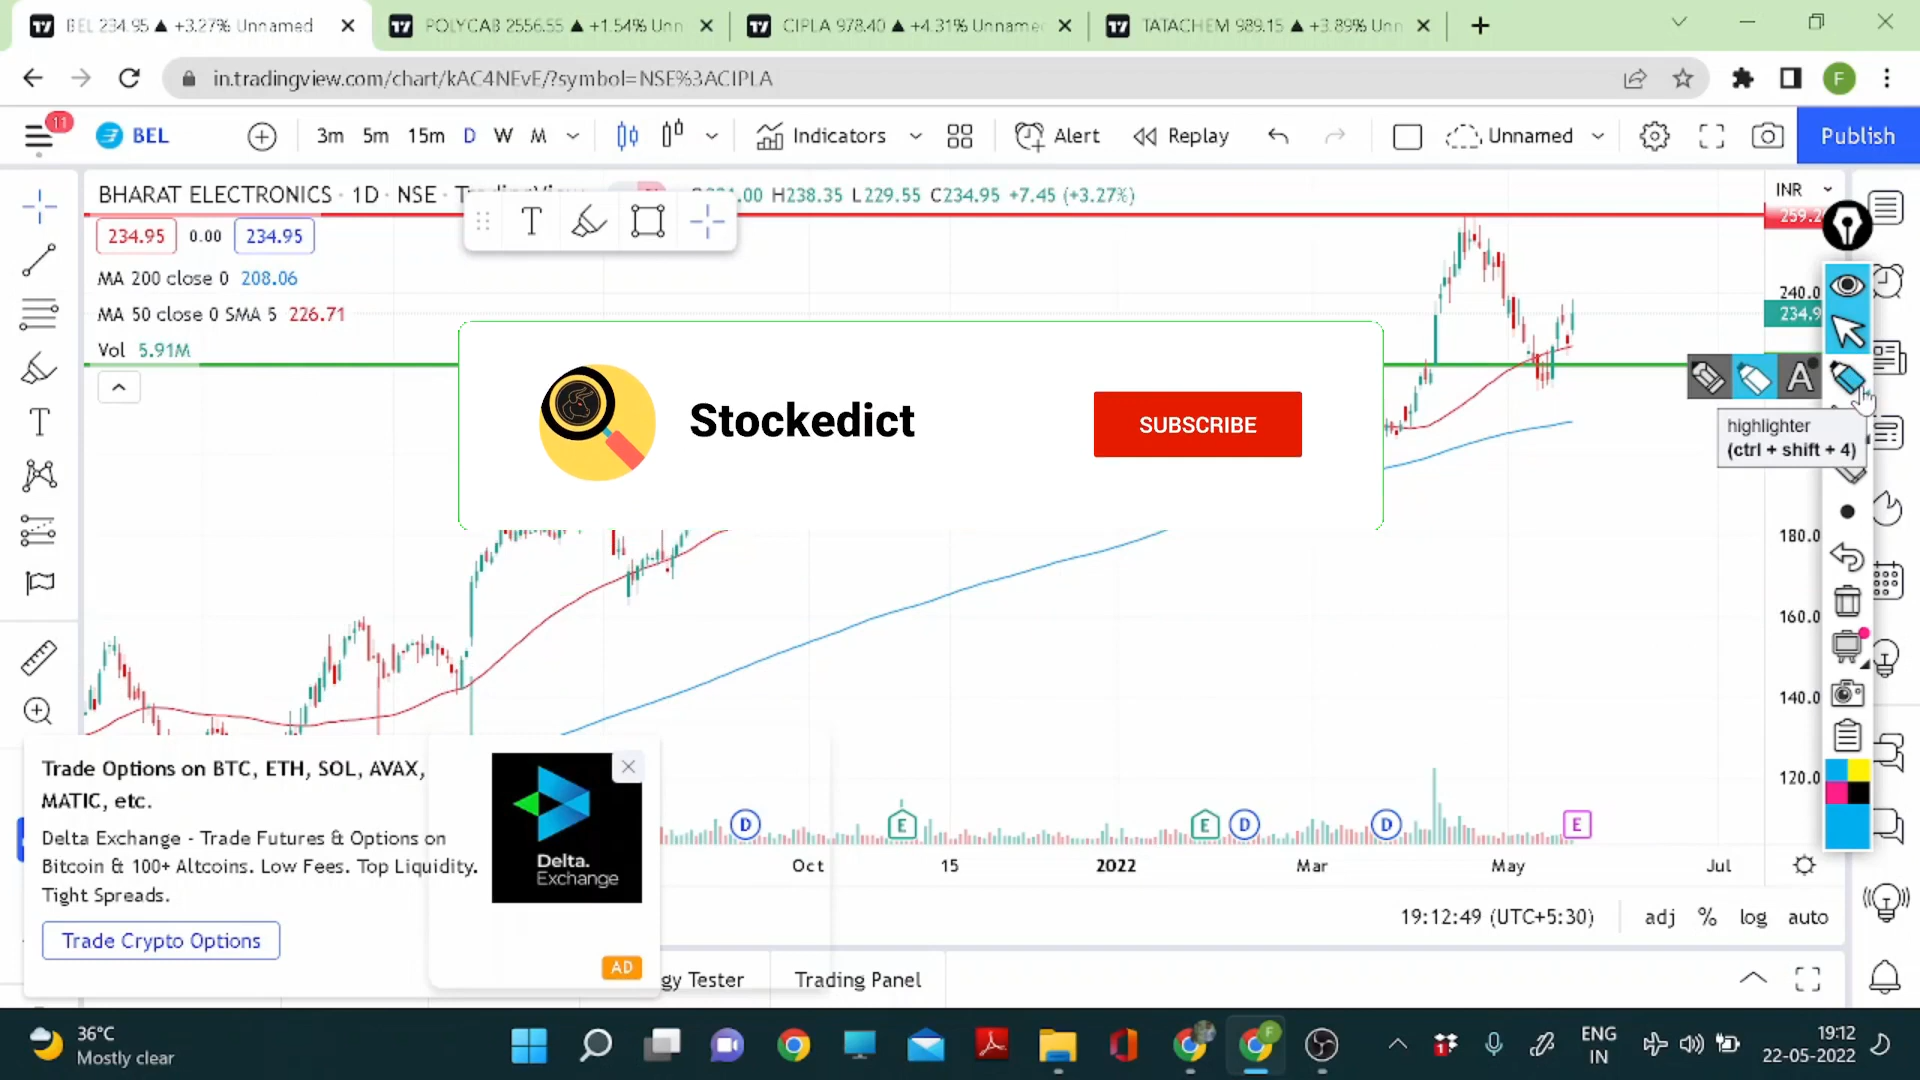 BEL 234.95 ▲ +3.27% Unnamed
POLYCAB 2556.55 ▲ +1.54% Unn
CIPLA 978.40 ▲ +4.31% Unname
TATACHEM 989.15 ▲ +3.89% Unn
in.tradingview.com/chart/kAC4NEvE/?symbol=NSE%3ACIPLA
F
11
BEL
3m 5m 15m D W M
Indicators
Alert
Replay
Unnamed
Publish
BHARAT ELECTRONICS · 1D · NSE ·
.00 H238.35 L229.55 C234.95 +7.45 (+3.27%)
INR
259.2
234.95 0.00 234.95
T
MA 200 close 0 208.06
240.0
234.9
MA 50 close 0 SMA 5 226.71
Vol 5.91M
A
highlighter
(ctrl + shift + 4)
Stockedict
SUBSCRIBE
T
180.0
160.0
140.0
120.0
Trade Options on BTC, ETH, SOL, AVAX,
MATIC, etc.
Delta Exchange - Trade Futures & Options on
Bitcoin & 100+ Altcoins. Low Fees. Top Liquidity.
Tight Spreads.
Trade Crypto Options
Delta.
Exchange
AD
D E E D D E
Oct 15 2022 Mar May Jul
19:12:49 (UTC+5:30)
adj % log auto
gy Tester
Trading Panel
36°C
Mostly clear
F
1
ENG
IN
19:12
22-05-2022